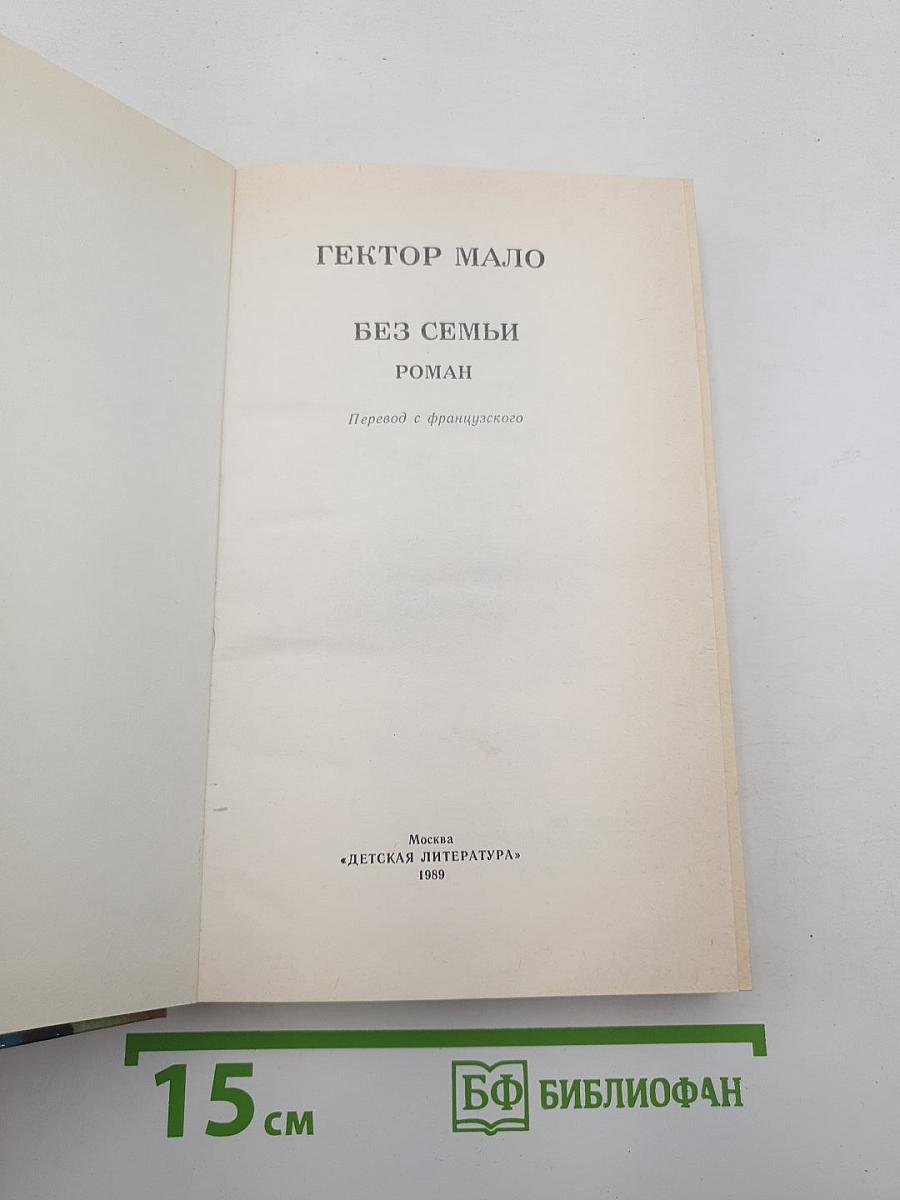 ГЕКТОР МАЛО
БЕЗ СЕМЬИ
РОМАН
Перевод с французского
Москва
«ДЕТСКАЯ ЛИТЕРАТУРА»
1989
15 см
БФ БИБЛИОФАН